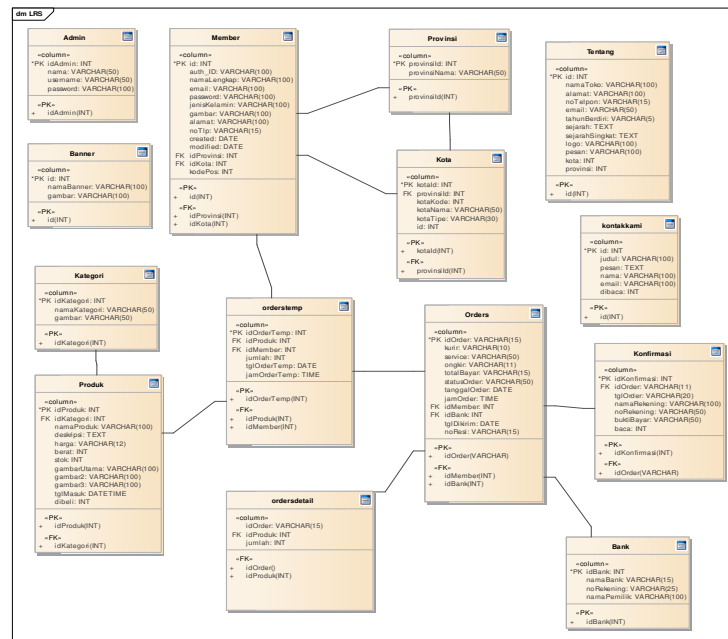 dm LRS
Admin
«column»
*PK idAdmin: INT
nama: VARCHAR(50)
username: VARCHAR(50)
password: VARCHAR(100)
«PK»
+ idAdmin(INT)
Member
«column»
*PK id: INT
auth_ID: VARCHAR(100)
namaLengkap: VARCHAR(100)
email: VARCHAR(100)
password: VARCHAR(100)
jenisKelamin: VARCHAR(100)
gambar: VARCHAR(100)
alamat: VARCHAR(100)
noTlp: VARCHAR(15)
created: DATE
modified: DATE
FK idProvinsi: INT
FK idKota: INT
kodePos: INT
«PK»
+ id(INT)
«FK»
+ idProvinsi(INT)
+ idKota(INT)
Provinsi
«column»
*PK provinsiId: INT
provinsiNama: VARCHAR(50)
«PK»
+ provinsiId(INT)
Tentang
«column»
*PK id: INT
namaToko: VARCHAR(100)
alamat: VARCHAR(100)
noTelpon: VARCHAR(15)
email: VARCHAR(50)
tahunBerdiri: VARCHAR(5)
sejarah: TEXT
sejarahSingkat: TEXT
logo: VARCHAR(100)
pesan: VARCHAR(100)
kota: INT
provinsi: INT
«PK»
+ id(INT)
Banner
«column»
*PK id: INT
namaBanner: VARCHAR(100)
gambar: VARCHAR(100)
«PK»
+ id(INT)
Kota
«column»
*PK kotaId: INT
FK provinsiId: INT
kotaKode: INT
kotaNama: VARCHAR(50)
kotaTipe: VARCHAR(30)
id: INT
«PK»
+ kotaId(INT)
«FK»
+ provinsiId(INT)
kontakkami
«column»
*PK id: INT
judul: VARCHAR(100)
pesan: TEXT
nama: VARCHAR(100)
email: VARCHAR(100)
dibaca: INT
«PK»
+ id(INT)
Kategori
«column»
*PK idKategori: INT
namaKategori: VARCHAR(50)
gambar: VARCHAR(50)
«PK»
+ idKategori(INT)
orderstemp
«column»
*PK idOrderTemp: INT
FK idProduk: INT
FK idMember: INT
jumlah: INT
tglOrderTemp: DATE
jamOrderTemp: TIME
«PK»
+ idOrderTemp(INT)
«FK»
+ idProduk(INT)
+ idMember(INT)
Orders
«column»
*PK idOrder: VARCHAR(15)
kurir: VARCHAR(10)
service: VARCHAR(50)
ongkir: VARCHAR(11)
totalBayar: VARCHAR(15)
statusOrder: VARCHAR(50)
tanggalOrder: DATE
jamOrder: TIME
FK idMember: INT
FK idBank: INT
tglDikirim: DATE
noResi: VARCHAR(15)
«PK»
+ idOrder(VARCHAR)
«FK»
+ idMember(INT)
+ idBank(INT)
Konfirmasi
«column»
*PK idKonfirmasi: INT
FK idOrder: VARCHAR(11)
tglOrder: VARCHAR(20)
namaRekening: VARCHAR(100)
noRekening: VARCHAR(50)
buktiBayar: VARCHAR(50)
baca: INT
«PK»
+ idKonfirmasi(INT)
«FK»
+ idOrder(VARCHAR)
Produk
«column»
*PK idProduk: INT
FK idKategori: INT
namaProduk: VARCHAR(100)
deskipsi: TEXT
harga: VARCHAR(12)
berat: INT
stok: INT
gambarUtama: VARCHAR(100)
gambar2: VARCHAR(100)
gambar3: VARCHAR(100)
tglMasuk: DATETIME
dibeli: INT
«PK»
+ idProduk(INT)
«FK»
+ idKategori(INT)
ordersdetail
«column»
idOrder: VARCHAR(15)
FK idProduk: INT
jumlah: INT
«FK»
+ idOrder()
+ idProduk(INT)
Bank
«column»
*PK idBank: INT
namaBank: VARCHAR(15)
noRekening: VARCHAR(25)
namaPemilik: VARCHAR(100)
«PK»
+ idBank(INT)